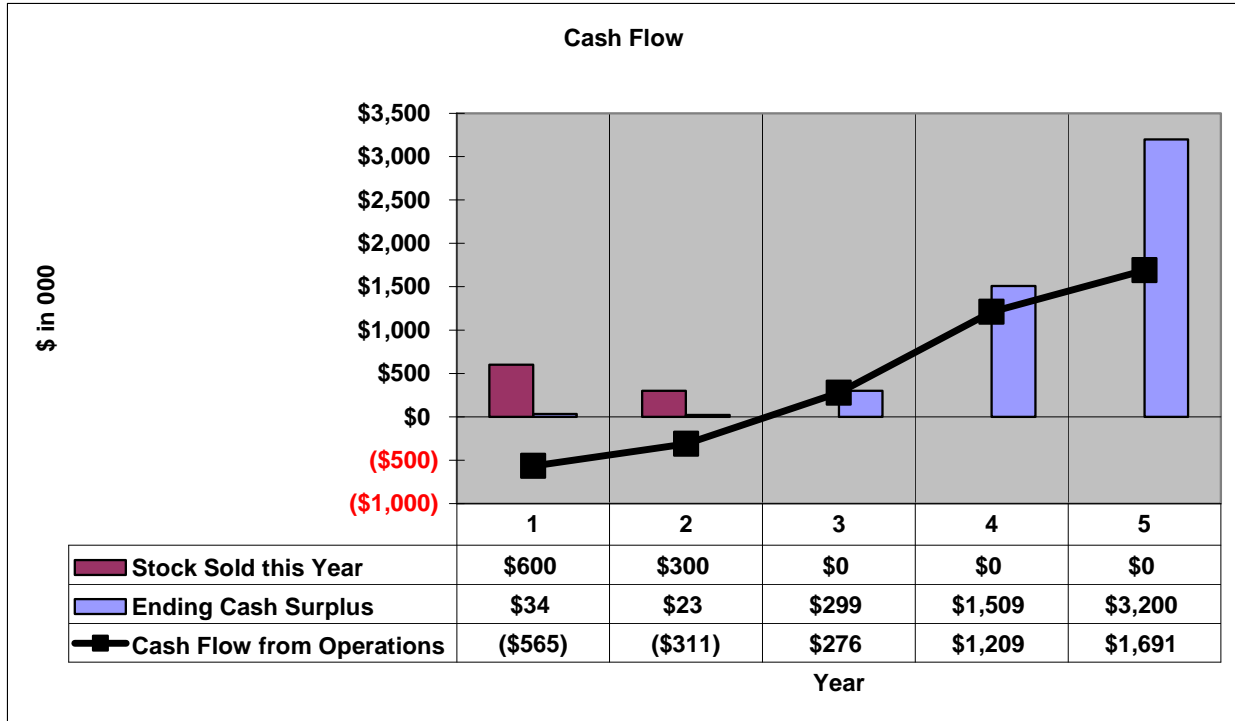 Cash Flow
$3,500
$3,000
$2,500
$2,000
$1,500
$1,000
$500
$0
($500)
($1,000)
$ in 000
1 2 3 4 5
Stock Sold this Year $600 $300 $0 $0 $0
Ending Cash Surplus $34 $23 $299 $1,509 $3,200
Cash Flow from Operations ($565) ($311) $276 $1,209 $1,691
Year